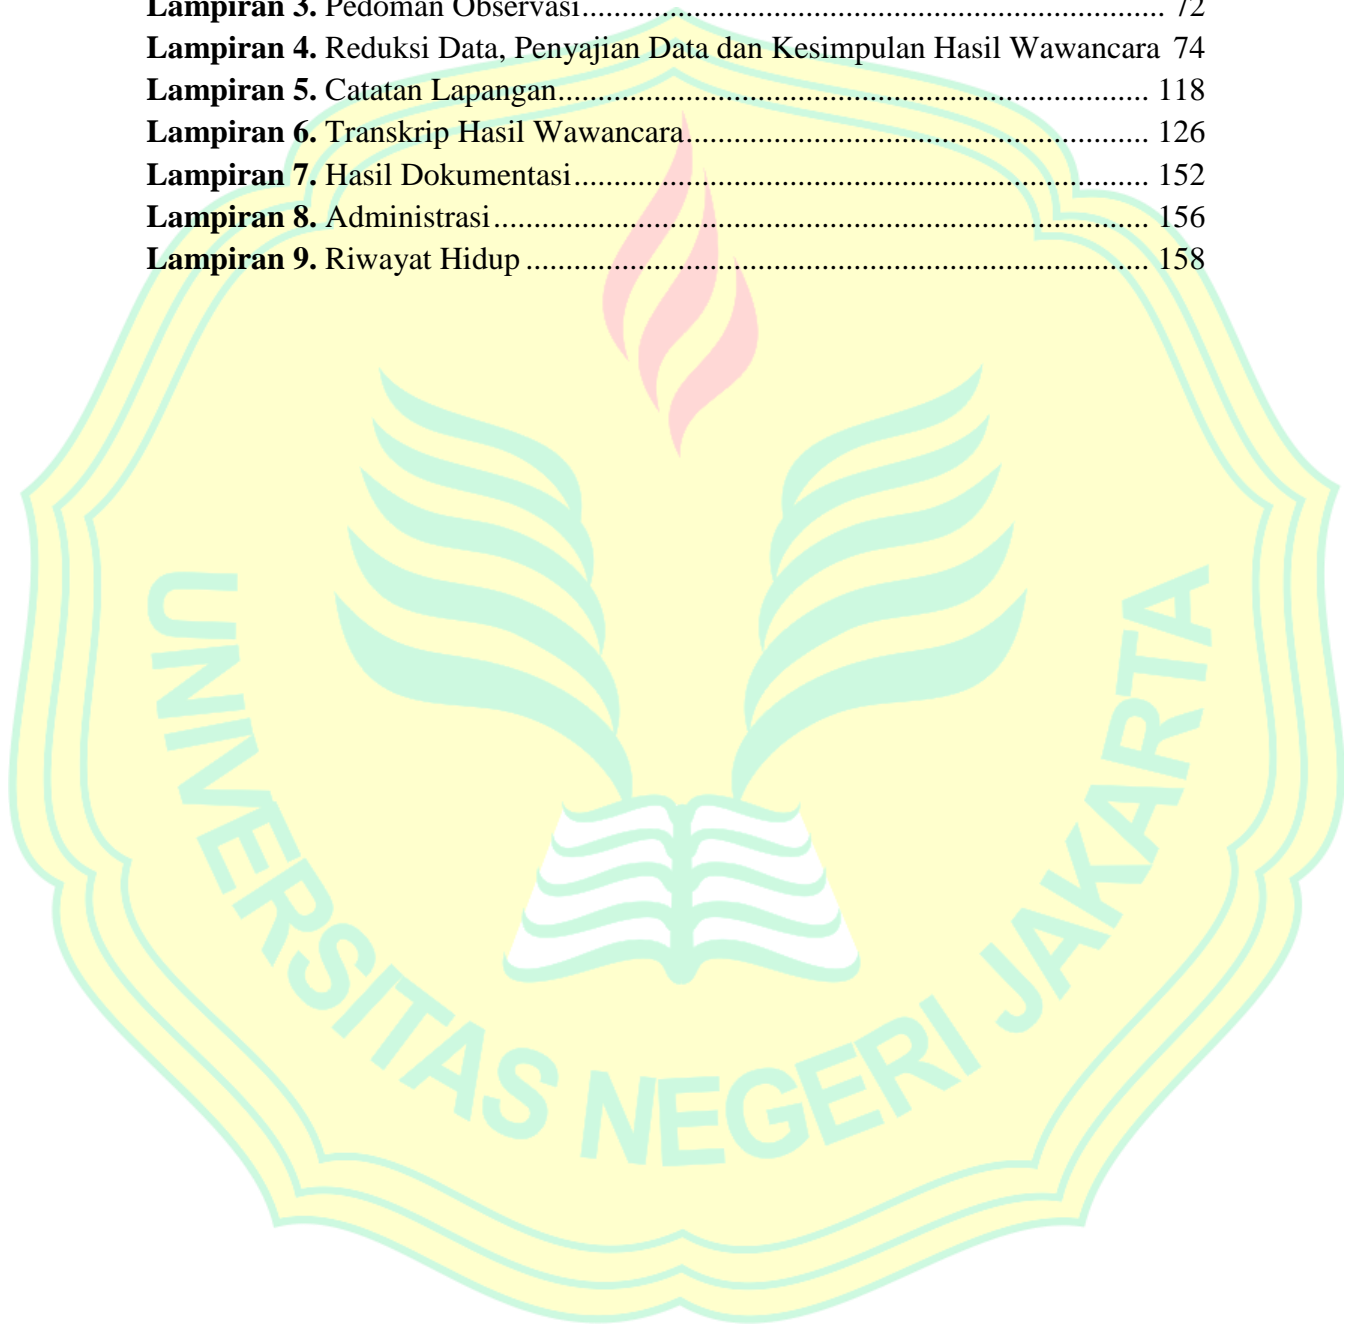 Lampiran 3. Pedoman Observasi.......................................................................... 72
Lampiran 4. Reduksi Data, Penyajian Data dan Kesimpulan Hasil Wawancara 74
Lampiran 5. Catatan Lapangan........................................................................... 118
Lampiran 6. Transkrip Hasil Wawancara........................................................... 126
Lampiran 7. Hasil Dokumentasi......................................................................... 152
Lampiran 8. Administrasi................................................................................... 156
Lampiran 9. Riwayat Hidup ............................................................................... 158
UNIVERSITAS NEGERI JAKARTA